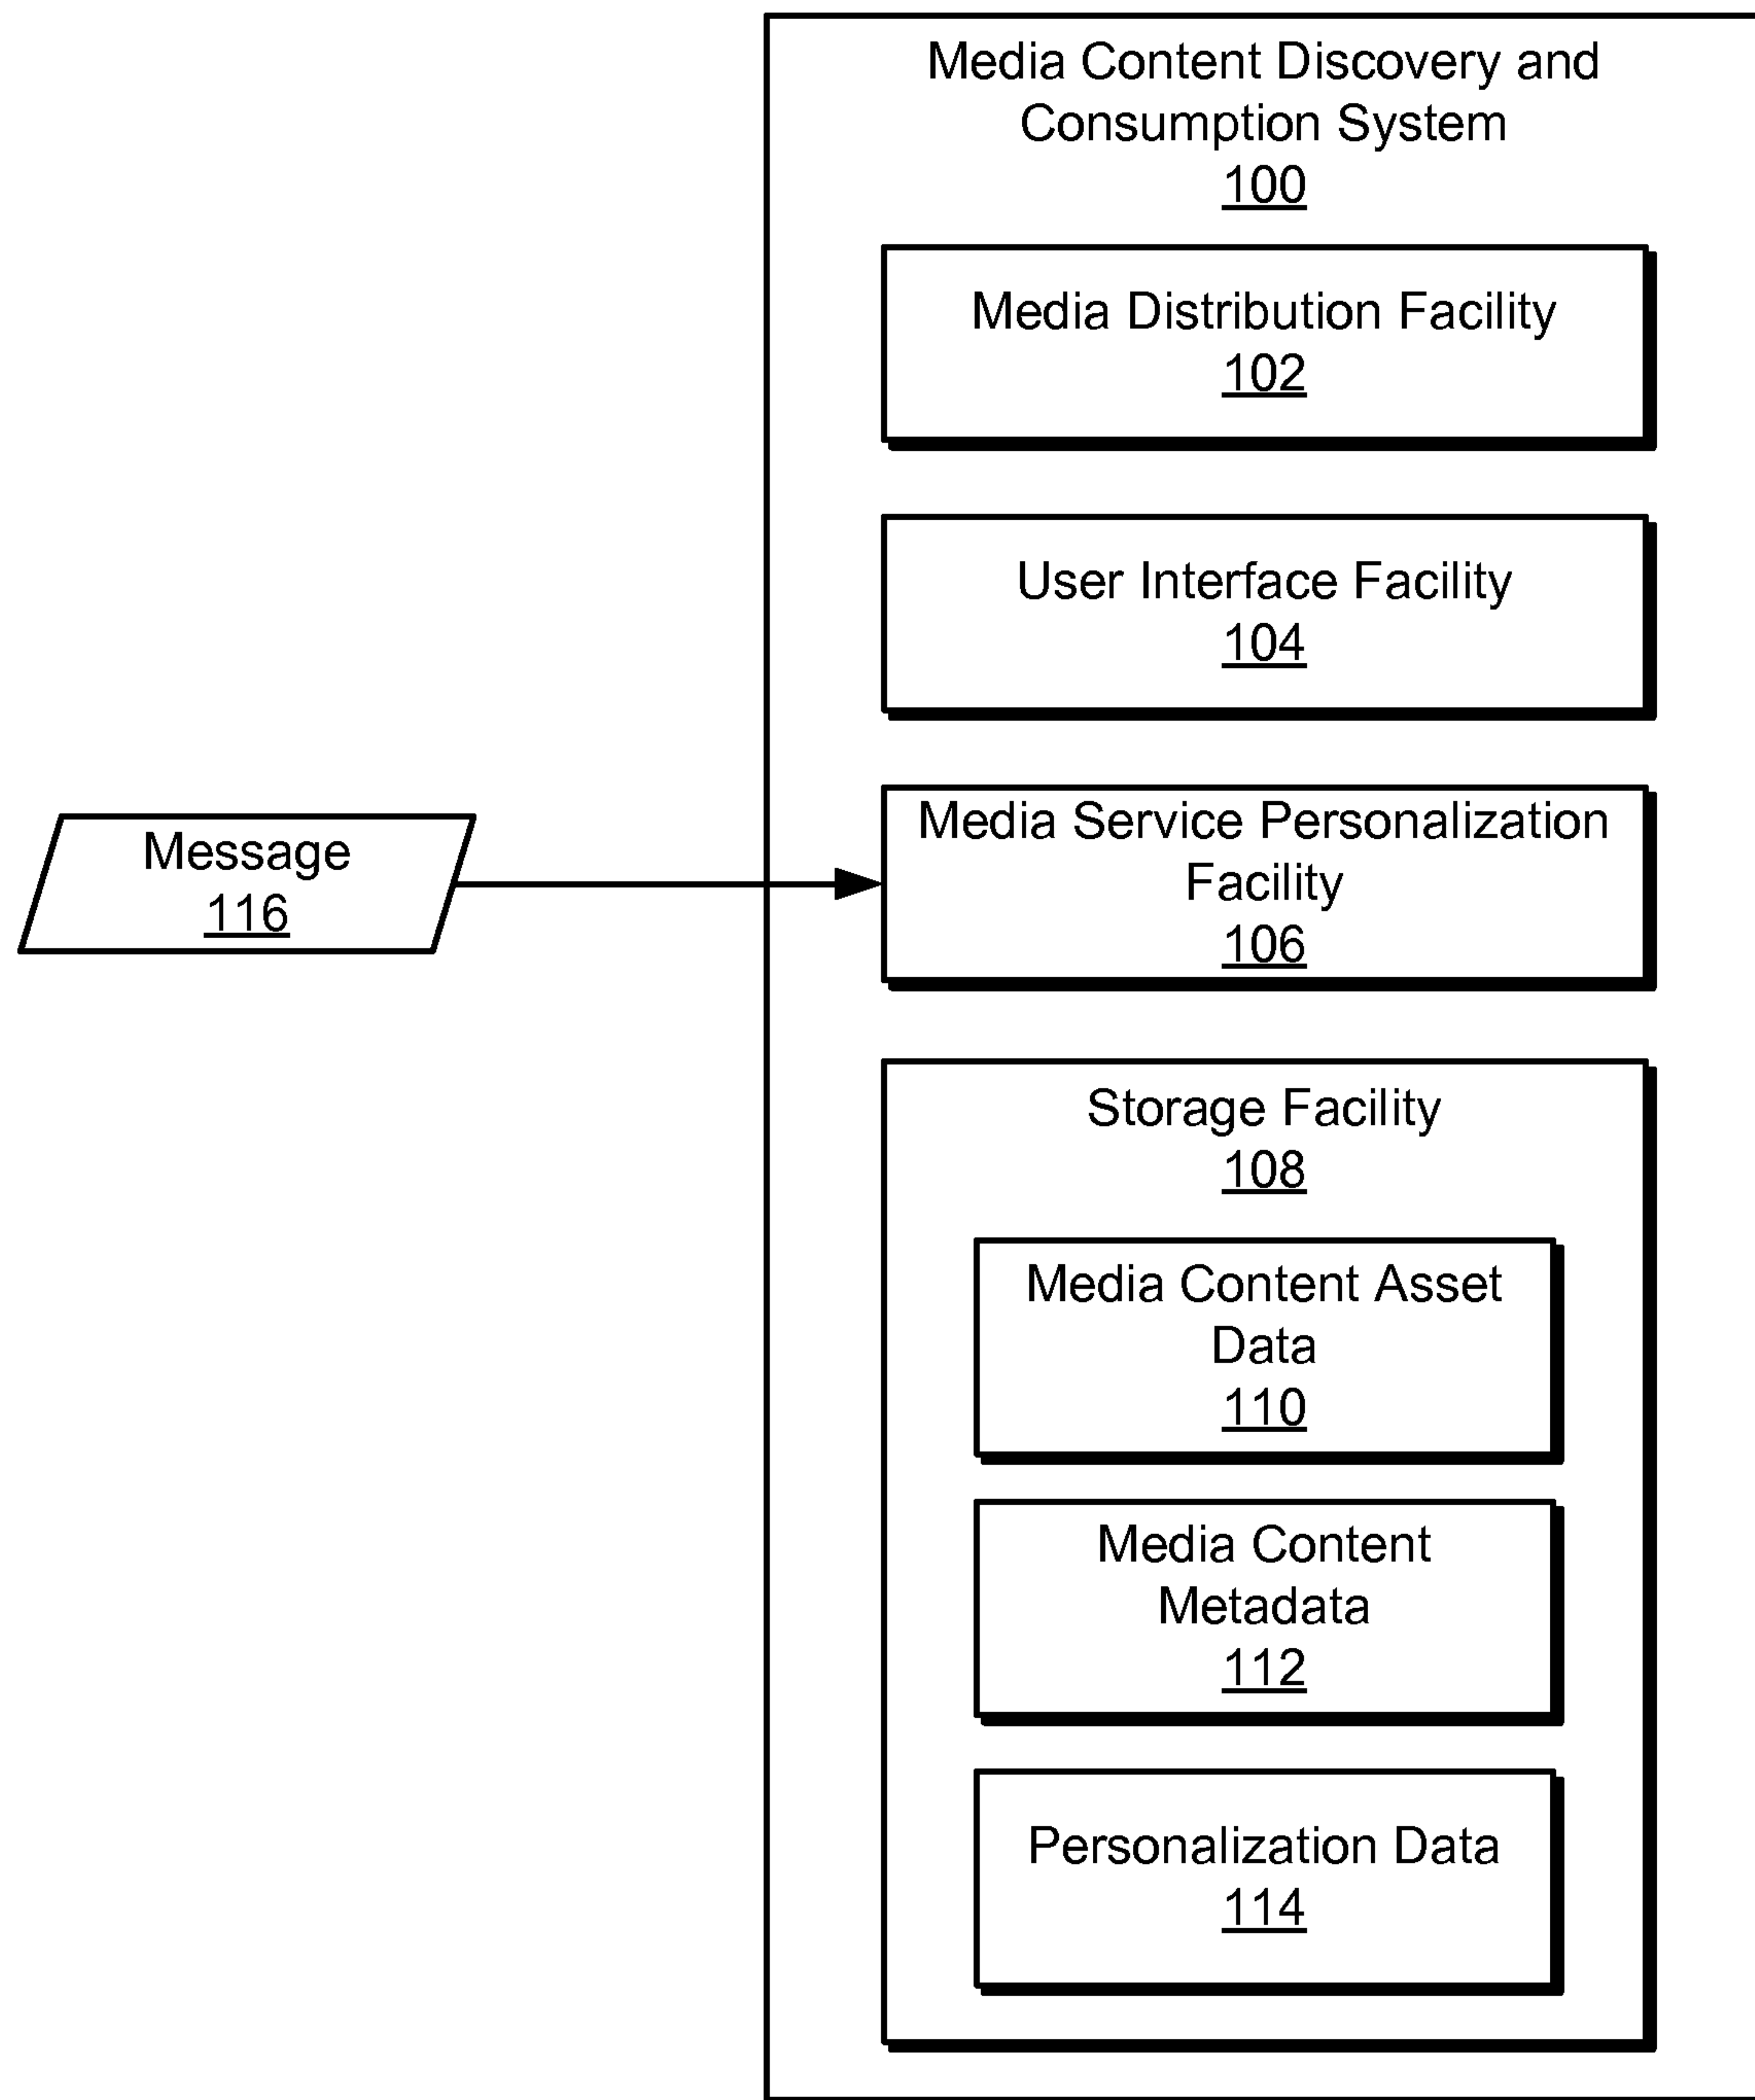 Media Content Discovery and
Consumption System
100
Media Distribution Facility
102
User Interface Facility
104
Message
116
Media Service Personalization
Facility
106
Storage Facility
108
Media Content Asset
Data
110
Media Content
Metadata
112
Personalization Data
114